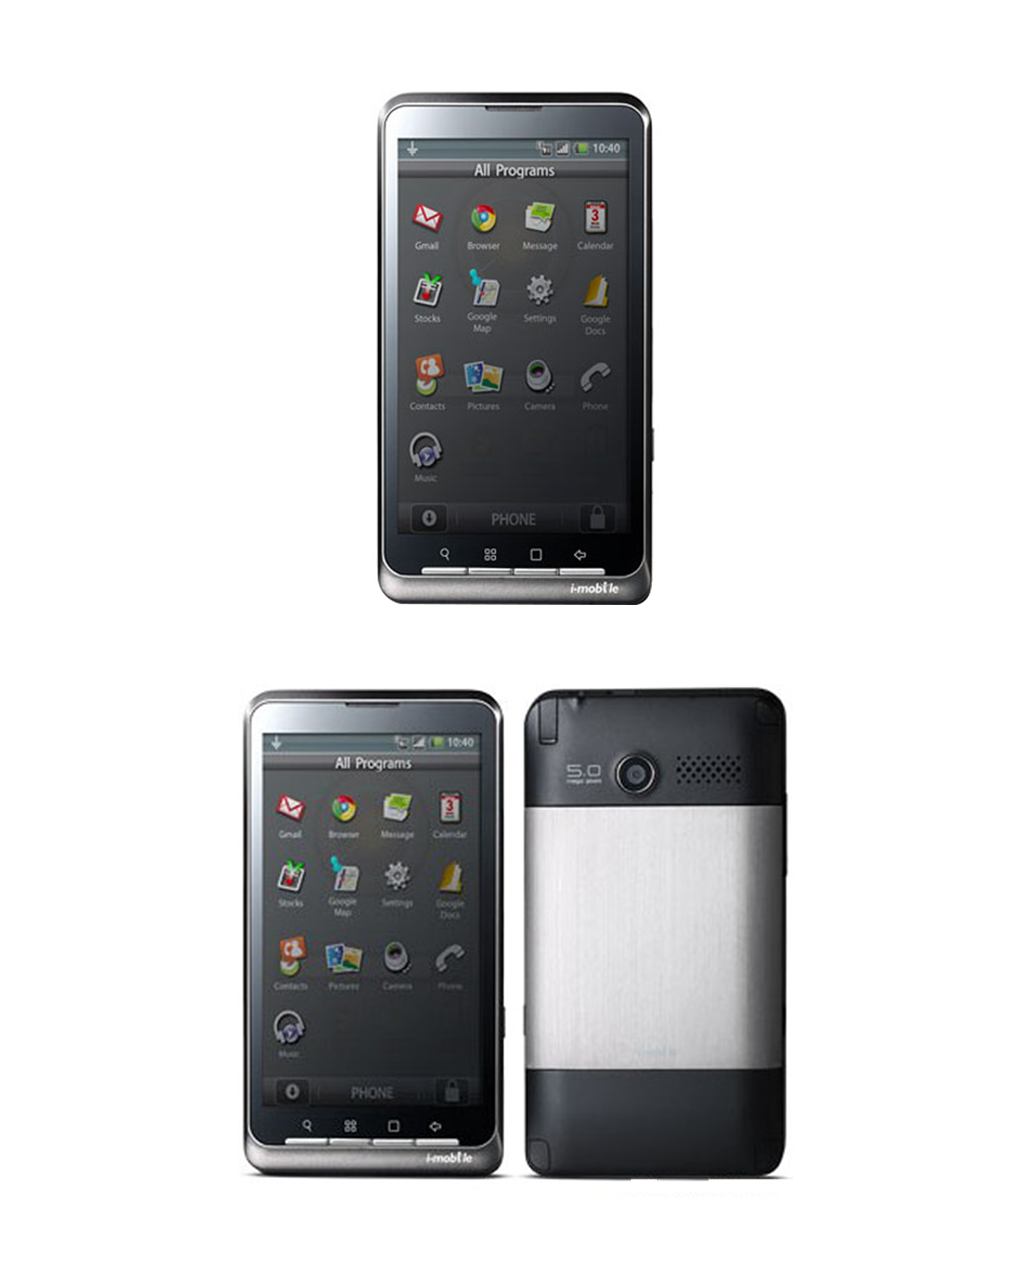 10:40
All Programs
Gmail Browser Message Calendar
Stocks Google Map Settings Google Docs
Contacts Pictures Camera Phone
Music
PHONE
i-mobile
10:40
All Programs
Gmail Browser Message Calendar
Stocks Google Map Settings Google Docs
Contacts Pictures Camera Phone
Music
PHONE
i-mobile
5.0
mega pixels